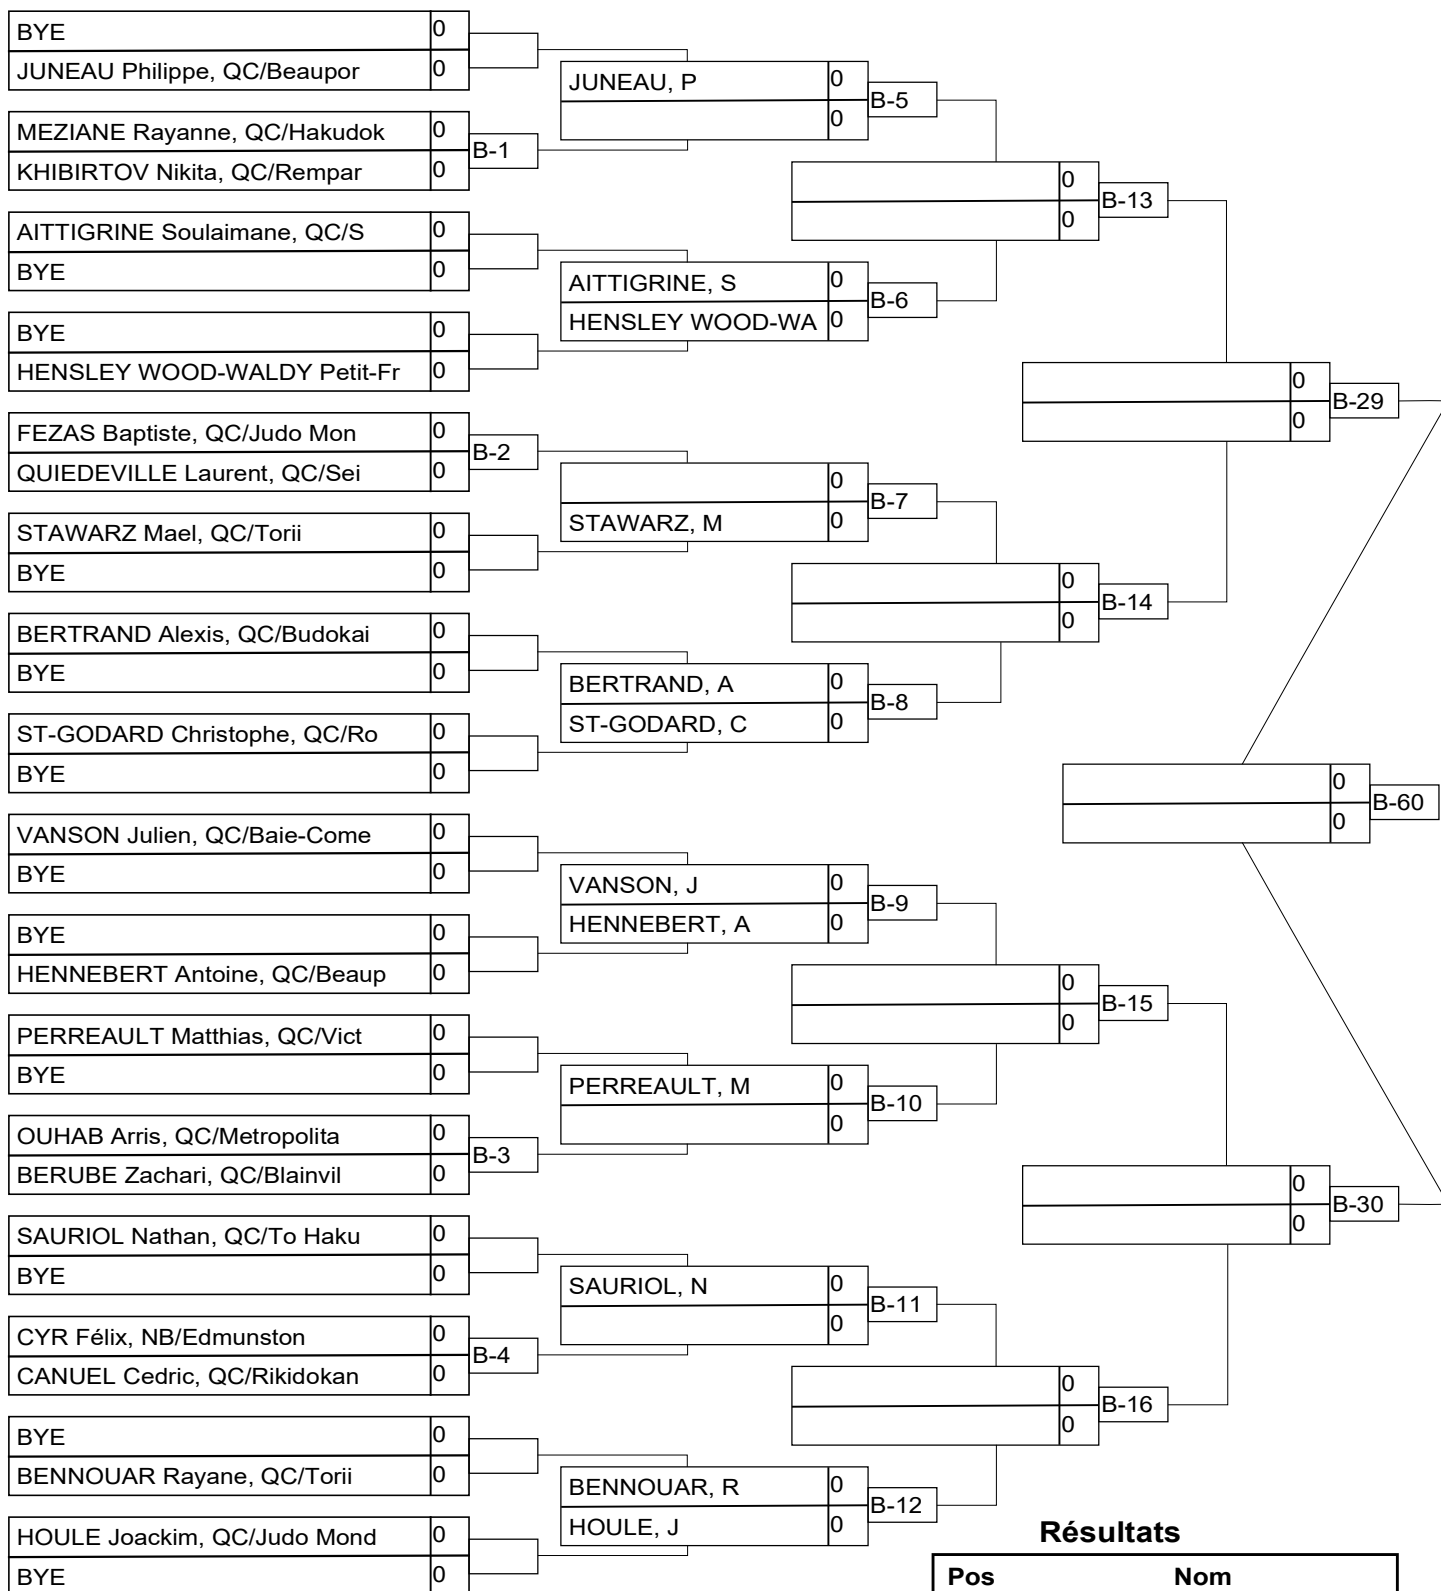 BYE 0
JUNEAU Philippe, QC/Beaupor 0
MEZIANE Rayanne, QC/Hakudok 0
KHIBIRTOV Nikita, QC/Rempar 0
B-1
AITTIGRINE Soulaimane, QC/S 0
BYE 0
BYE 0
HENSLEY WOOD-WALDY Petit-Fr 0
FEZAS Baptiste, QC/Judo Mon 0
QUIEDEVILLE Laurent, QC/Sei 0
B-2
STAWARZ Mael, QC/Torii 0
BYE 0
BERTRAND Alexis, QC/Budokai 0
BYE 0
ST-GODARD Christophe, QC/Ro 0
BYE 0
VANSON Julien, QC/Baie-Come 0
BYE 0
BYE 0
HENNEBERT Antoine, QC/Beaup 0
PERREAULT Matthias, QC/Vict 0
BYE 0
OUHAB Arris, QC/Metropolita 0
BERUBE Zachari, QC/Blainvil 0
B-3
SAURIOL Nathan, QC/To Haku 0
BYE 0
CYR Félix, NB/Edmunston 0
CANUEL Cedric, QC/Rikidokan 0
B-4
BYE 0
BENNOUAR Rayane, QC/Torii 0
HOULE Joackim, QC/Judo Mond 0
BYE 0
JUNEAU, P 0
0
B-5
AITTIGRINE, S 0
HENSLEY WOOD-WA 0
B-6
0
STAWARZ, M 0
B-7
BERTRAND, A 0
ST-GODARD, C 0
B-8
VANSON, J 0
HENNEBERT, A 0
B-9
PERREAULT, M 0
0
B-10
SAURIOL, N 0
0
B-11
BENNOUAR, R 0
HOULE, J 0
B-12
0
0
B-13
0
0
B-14
0
0
B-15
0
0
B-16
0
0
B-29
0
0
B-30
0
0
B-60
Résultats
Pos Nom